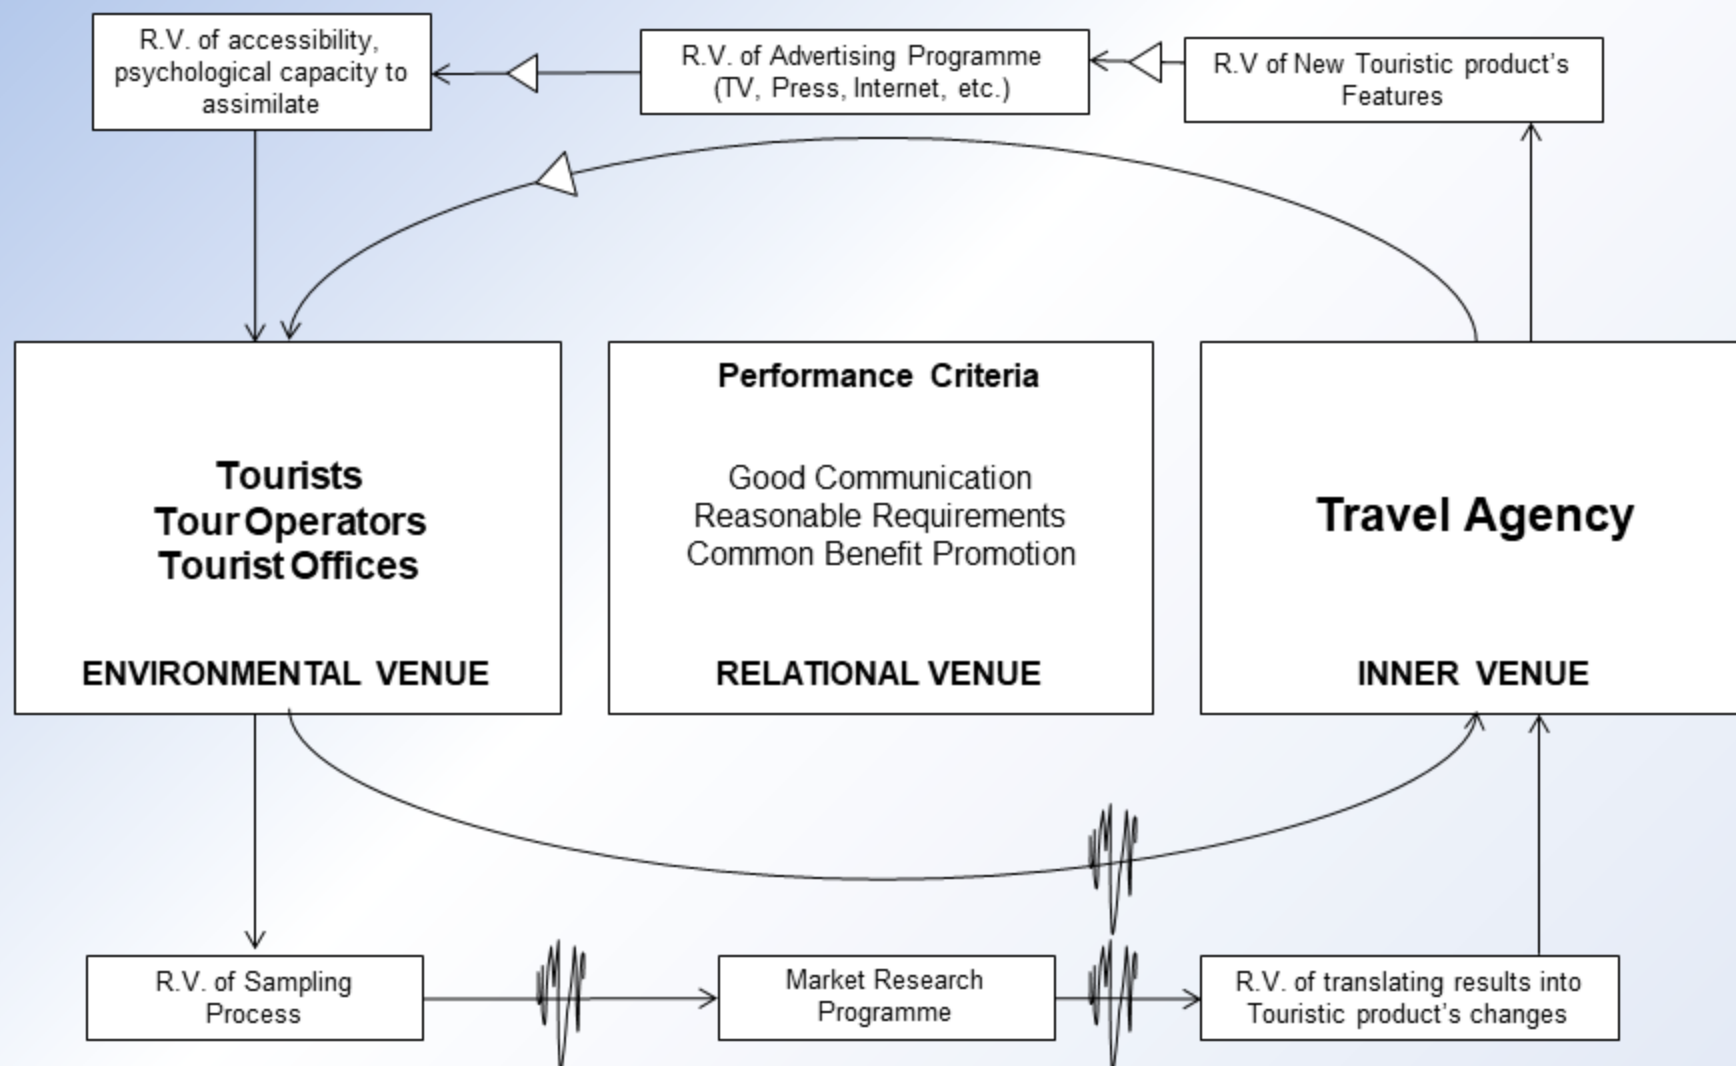 R.V. of accessibility,
psychological capacity to
assimilate
R.V. of Advertising Programme
(TV, Press, Internet, etc.)
R.V of New Touristic product's
Features
Tourists
Tour Operators
Tourist Offices
ENVIRONMENTAL VENUE
Performance Criteria
Good Communication
Reasonable Requirements
Common Benefit Promotion
RELATIONAL VENUE
Travel Agency
INNER VENUE
R.V. of Sampling
Process
Market Research
Programme
R.V. of translating results into
Touristic product's changes